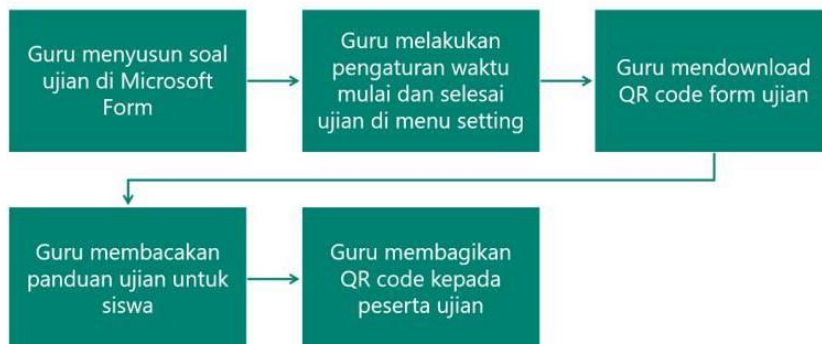 Guru menyusun soal
ujian di Microsoft
Form
Guru melakukan
pengaturan waktu
mulai dan selesai
ujian di menu setting
Guru mendownload
QR code form ujian
Guru membacakan
panduan ujian untuk
siswa
Guru membagikan
QR code kepada
peserta ujian